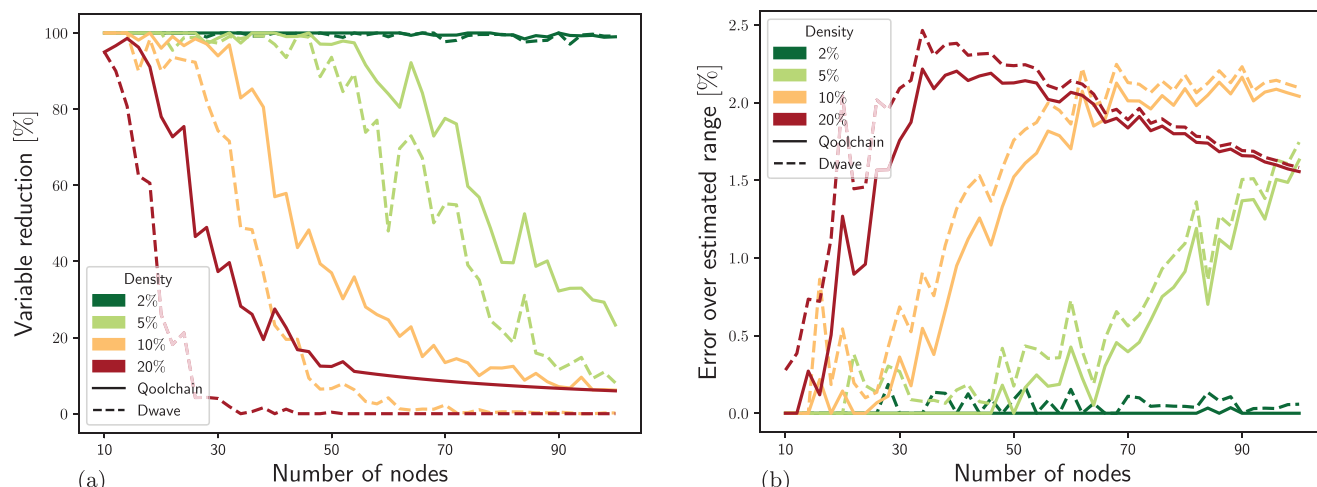 100
80
60
40
20
0
Variable reduction [%]
Density
2%
5%
10%
20%
Qoolchain
Dwave
10
30
50
70
90
Number of nodes
(a)
2.5
2.0
1.5
1.0
0.5
0.0
Error over estimated range [%]
Density
2%
5%
10%
20%
Qoolchain
Dwave
10
30
50
70
90
Number of nodes
(b)